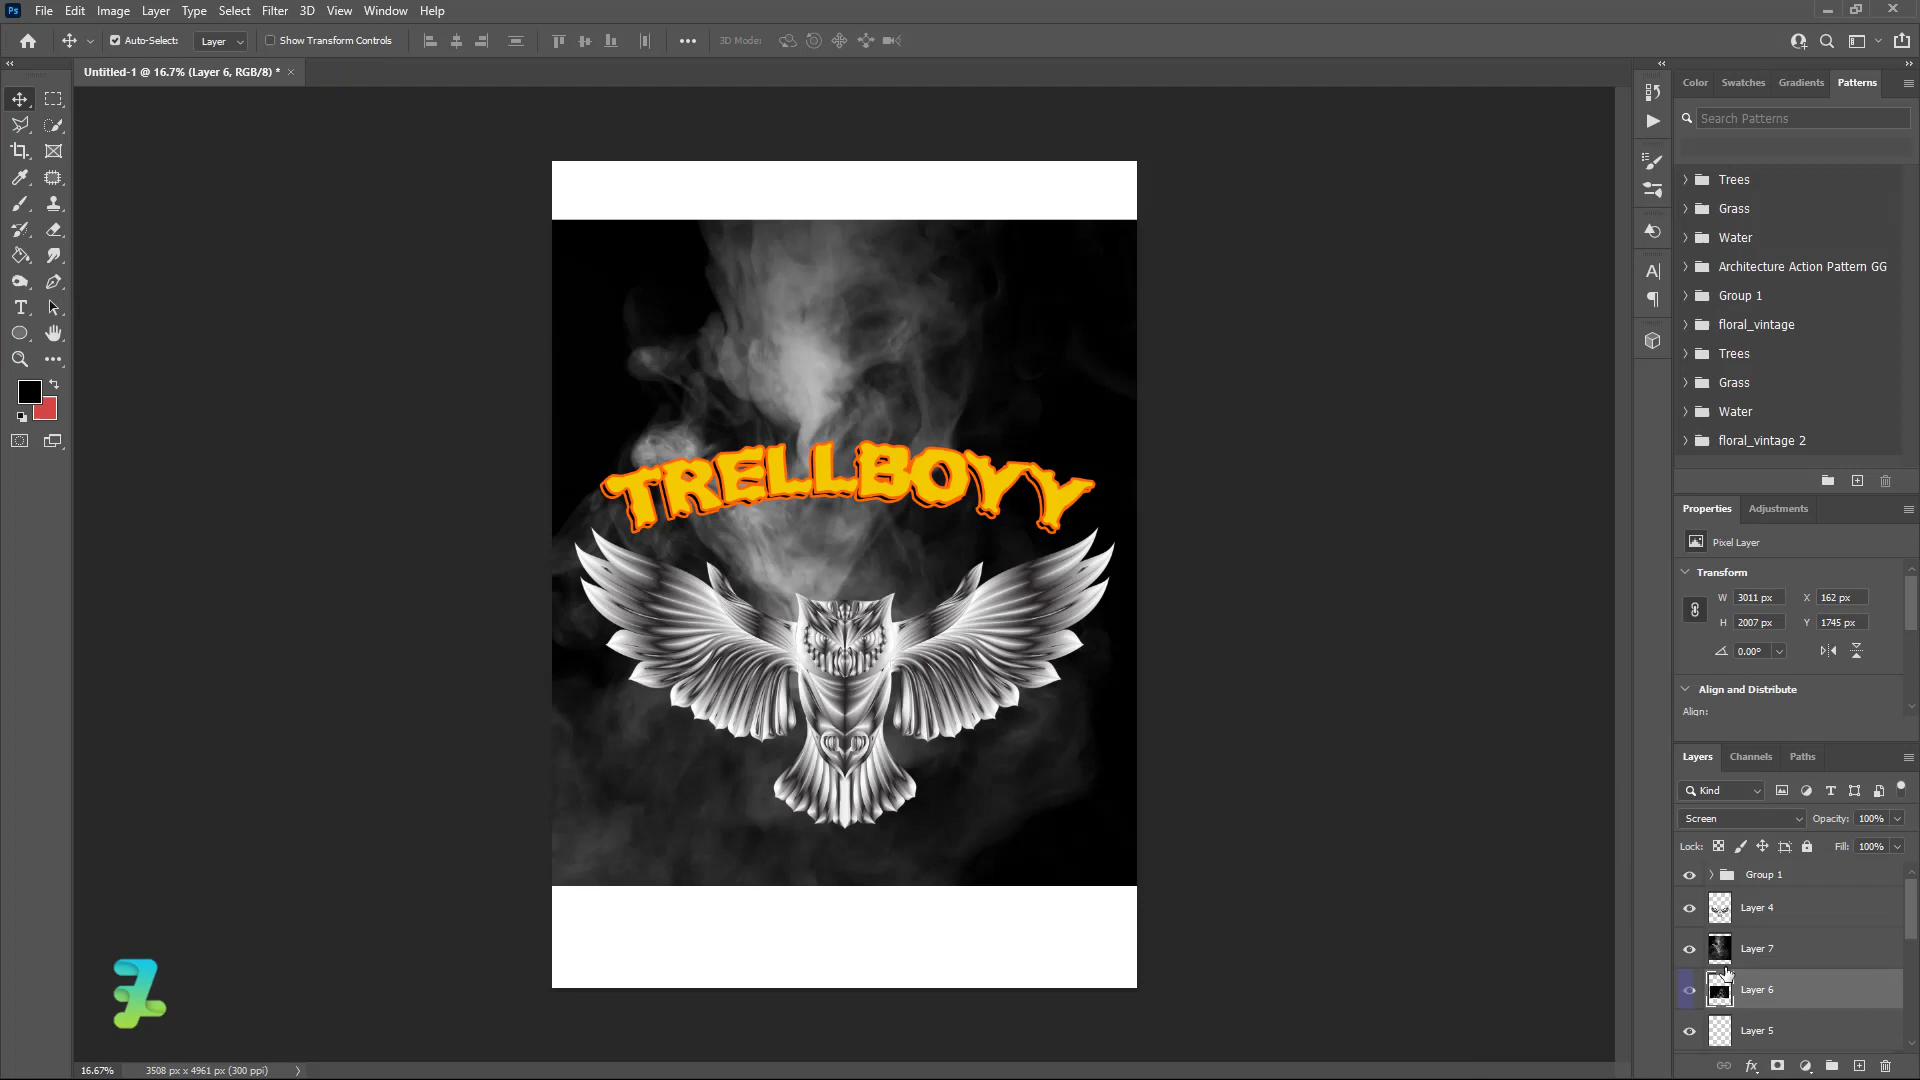 Ps File Edit Image Layer Type Select Filter 3D View Window Help
Auto-Select: Layer Show Transform Controls 3D Mode:
Untitled-1 @ 16.7% (Layer 6, RGB/8) *
Color Swatches Gradients Patterns
Search Patterns
Trees
Grass
Water
Architecture Action Pattern GG
Group 1
floral_vintage
Trees
Grass
Water
floral_vintage 2
TRELLBOYY
Properties Adjustments
Pixel Layer
Transform
W 3011 px X 162 px
H 2007 px Y 1745 px
0.00°
Align and Distribute
Align:
Layers Channels Paths
Kind
Screen Opacity: 100%
Lock: Fill: 100%
Group 1
Layer 4
Layer 7
Layer 6
Layer 5
fx
16.67% 3508 px x 4961 px (300 ppi)